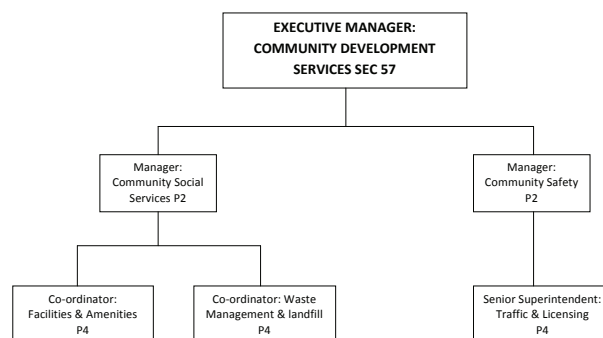 EXECUTIVE MANAGER:
COMMUNITY DEVELOPMENT
SERVICES SEC 57
Manager:
Community Social
Services P2
Manager:
Community Safety
P2
Co-ordinator:
Facilities & Amenities
P4
Co-ordinator: Waste
Management & landfill
P4
Senior Superintendent:
Traffic & Licensing
P4